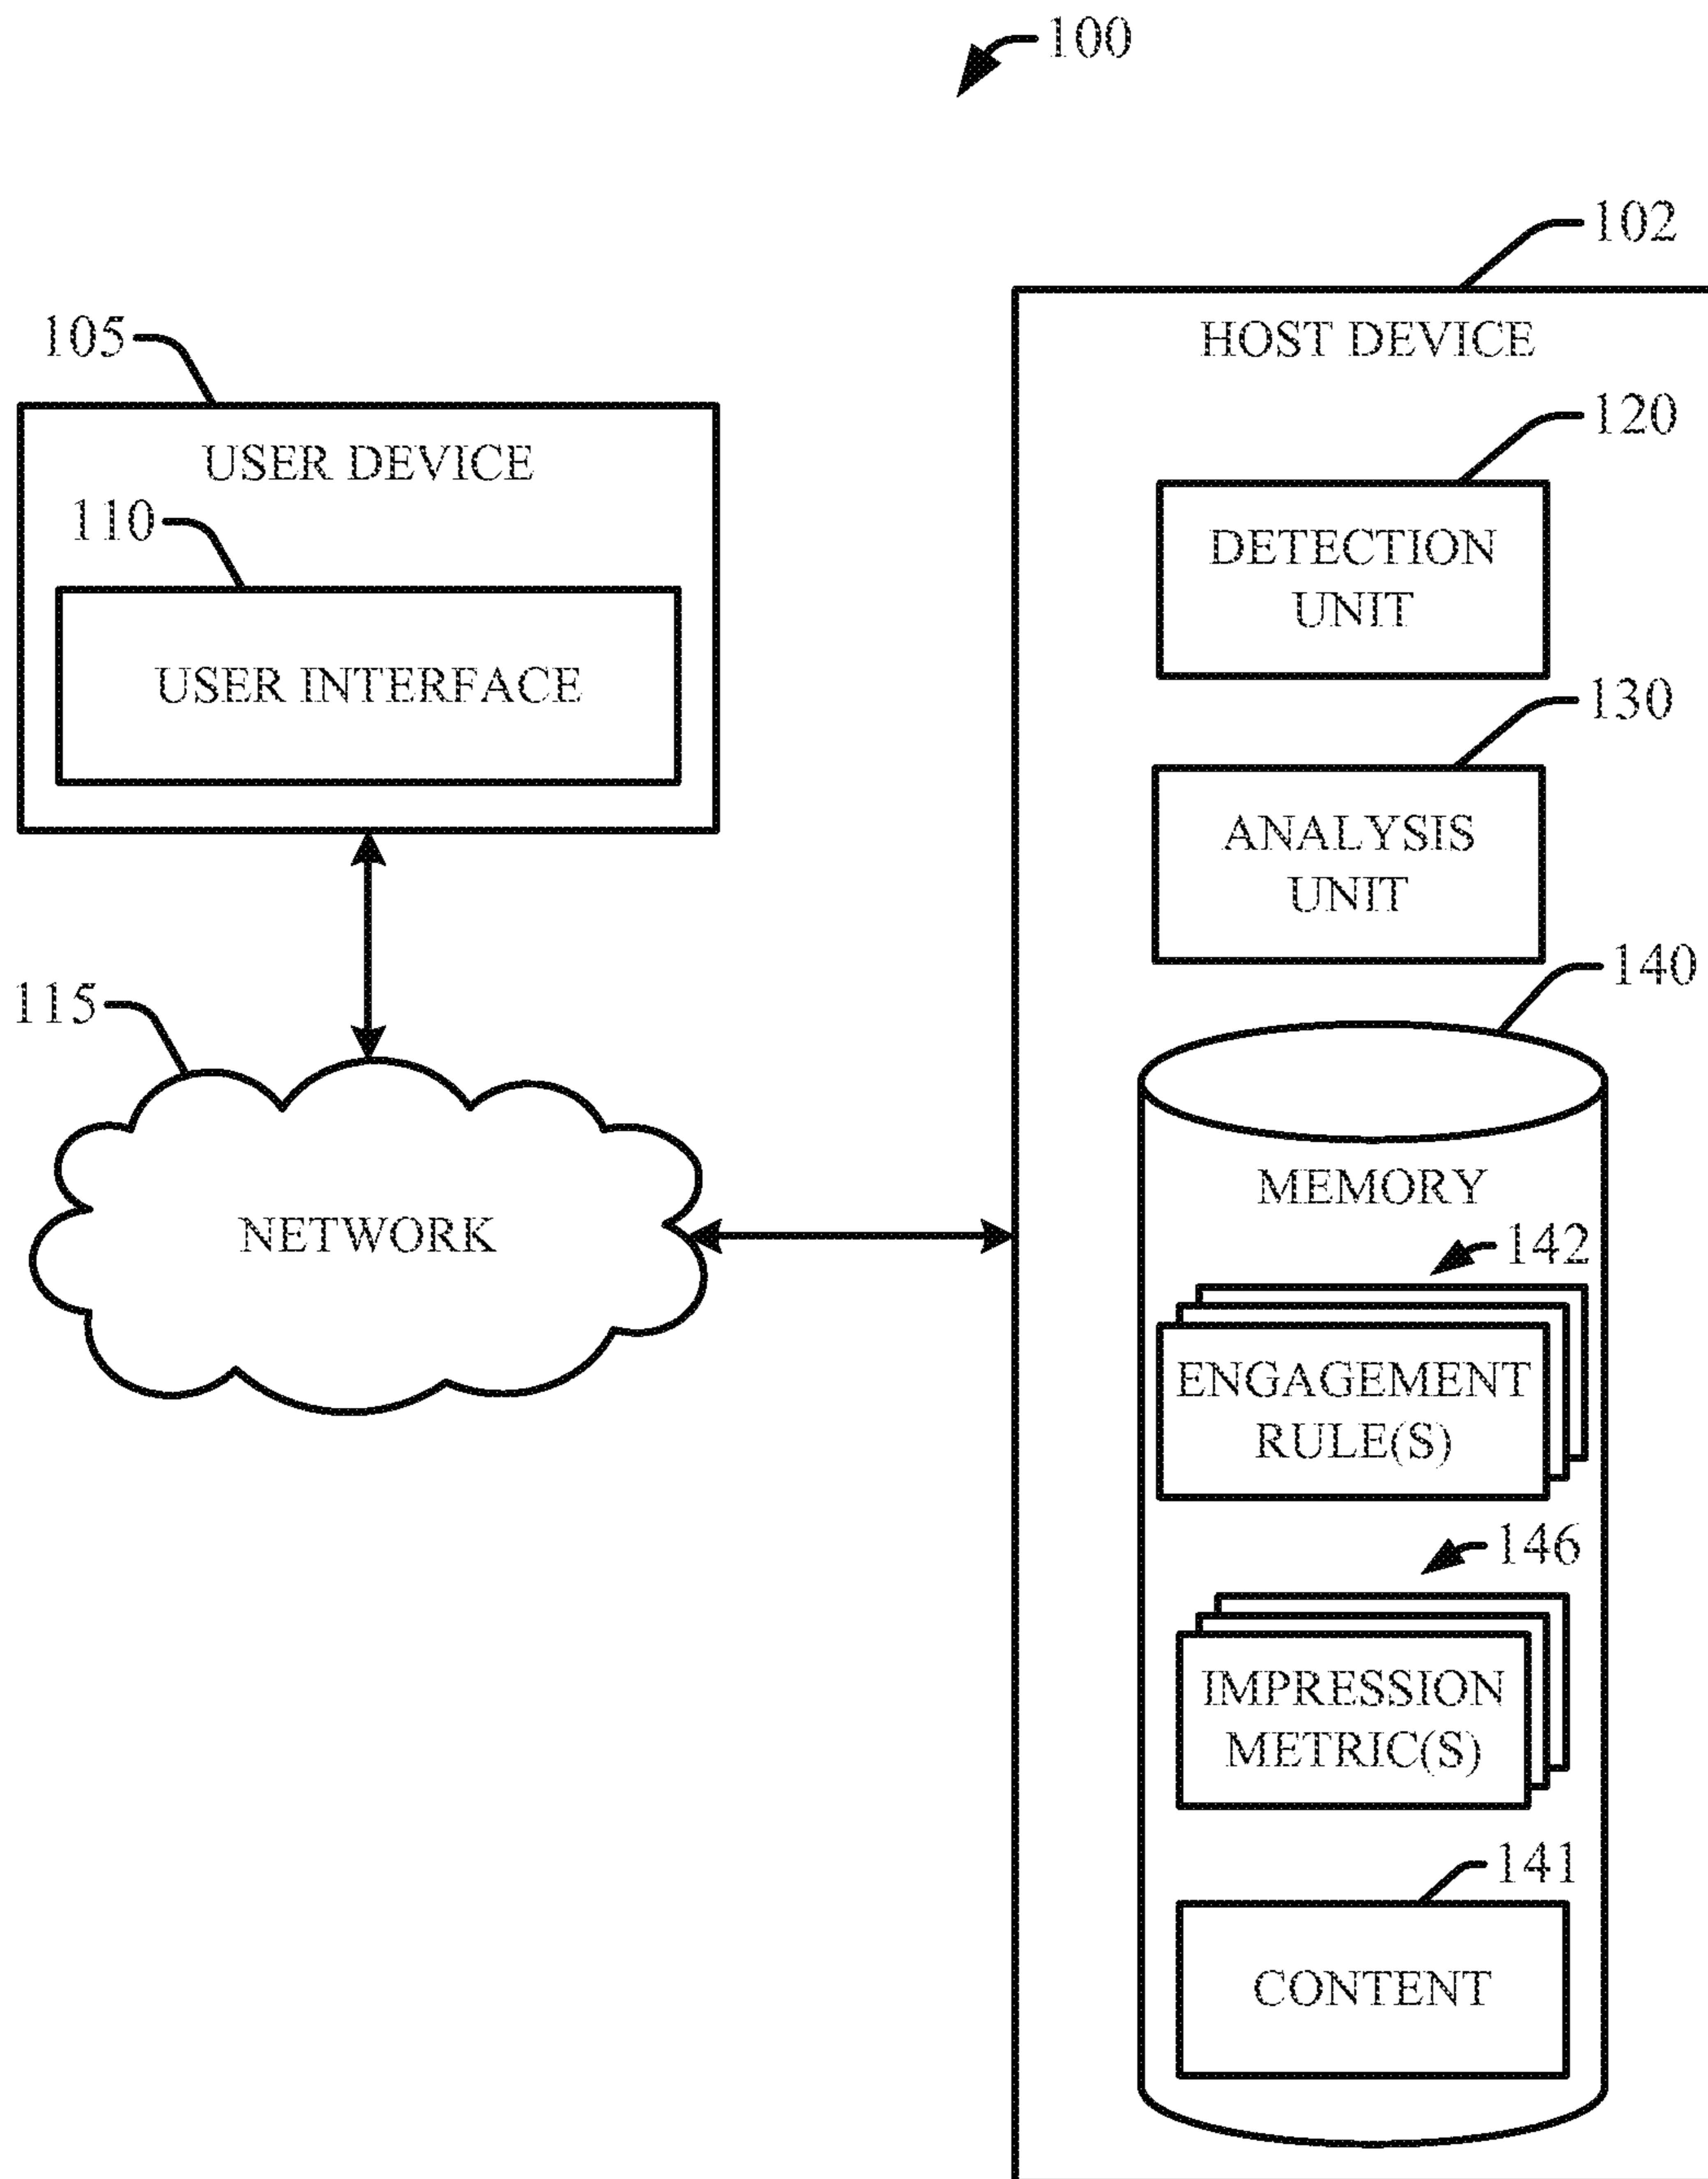 100
102
HOST DEVICE
105
USER DEVICE
110
USER INTERFACE
120
DETECTION
UNIT
130
ANALYSIS
UNIT
115
NETWORK
140
MEMORY
142
ENGAGEMENT
RULE(S)
146
IMPRESSION
METRIC(S)
141
CONTENT